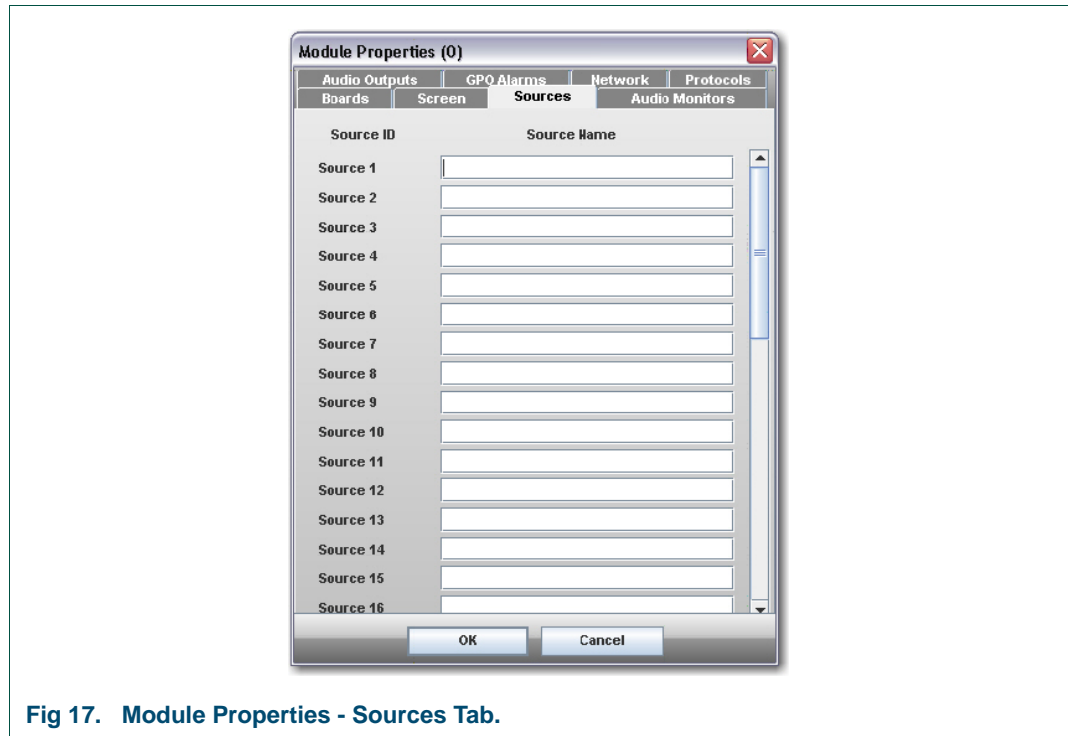 Module Properties (0)
Audio Outputs GPO Alarms Network Protocols
Boards Screen Sources Audio Monitors
Source ID Source Name
Source 1
Source 2
Source 3
Source 4
Source 5
Source 6
Source 7
Source 8
Source 9
Source 10
Source 11
Source 12
Source 13
Source 14
Source 15
Source 16
OK Cancel
Fig 17. Module Properties - Sources Tab.